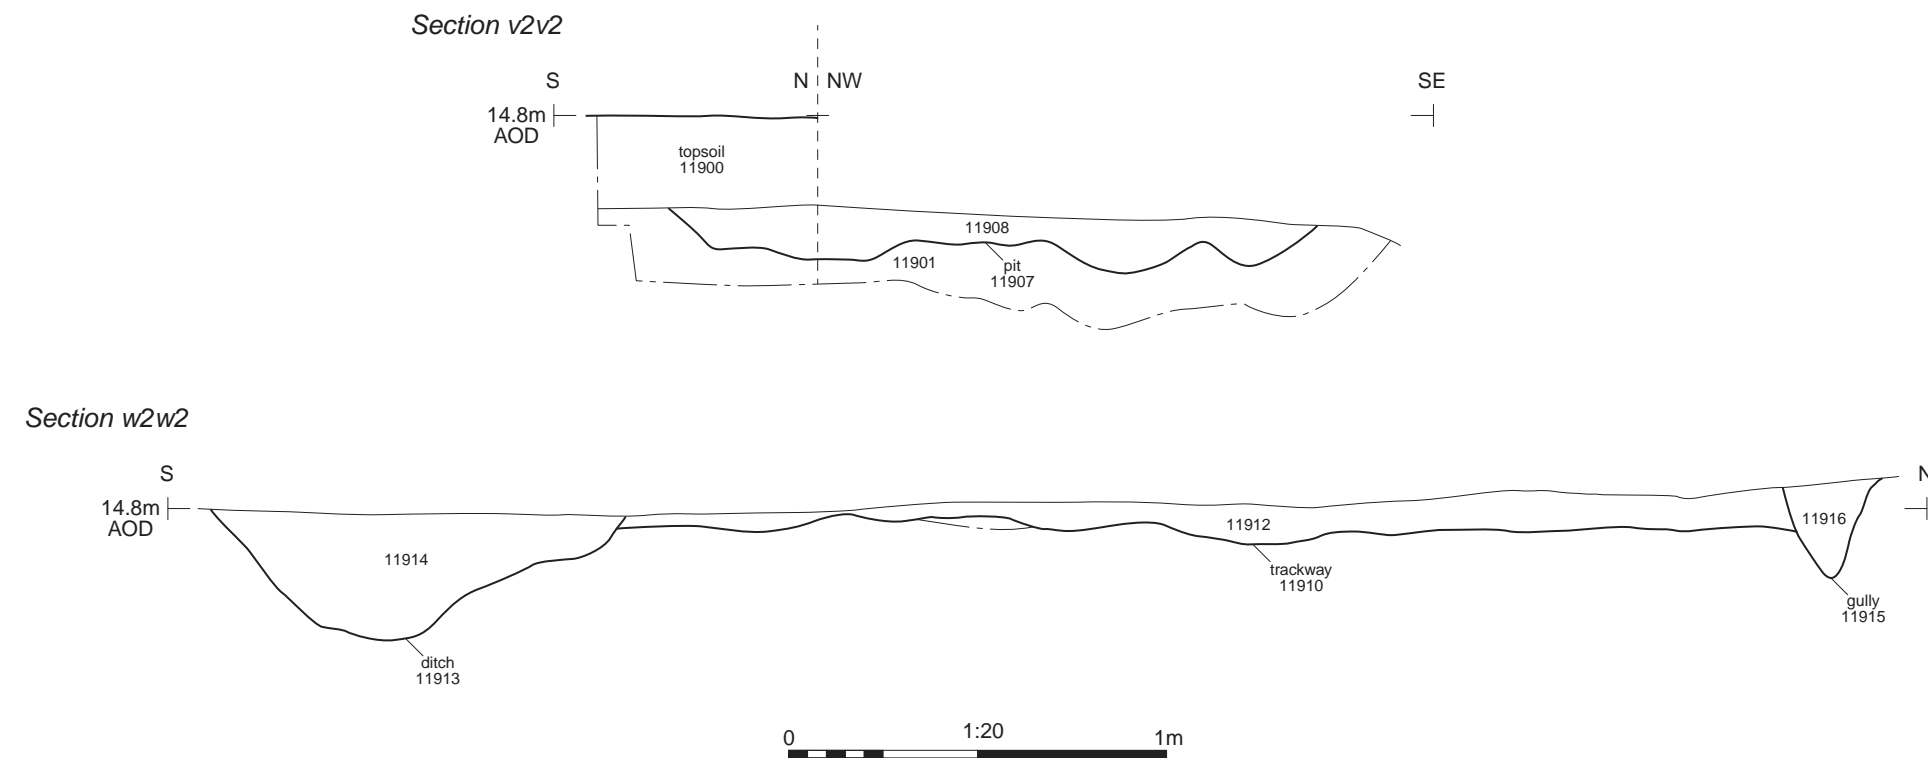 Section v2v2
S
N
NW
SE
14.8m
AOD
topsoil
11900
11908
11901
pit
11907
Section w2w2
S
N
14.8m
AOD
11914
11912
11916
trackway
11910
gully
11915
ditch
11913
0
1:20
1m